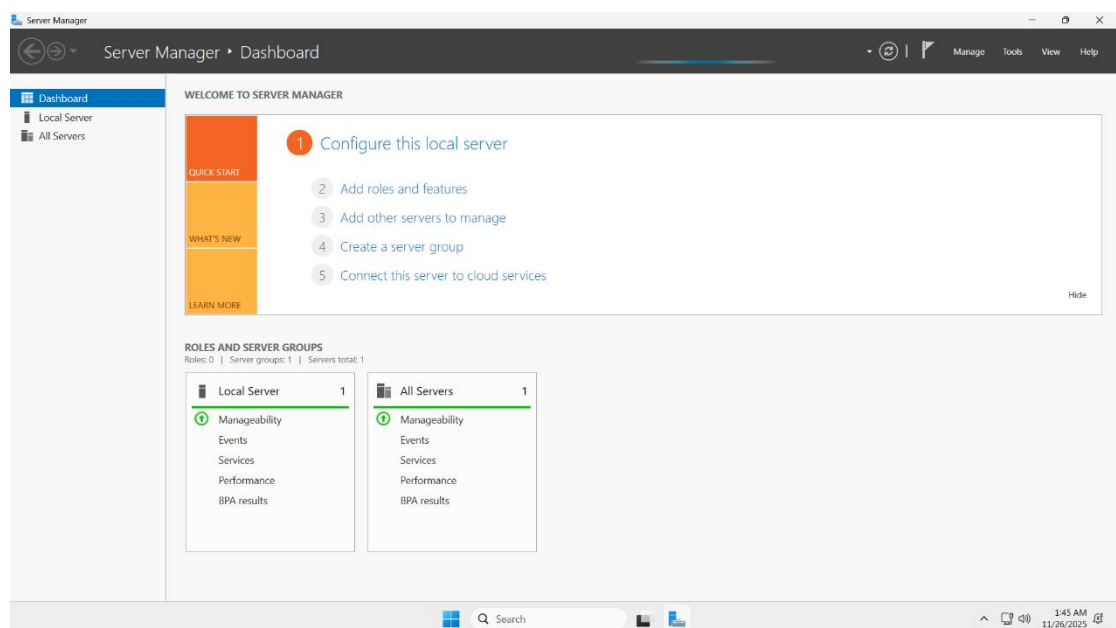 Server Manager
Server Manager • Dashboard
Manage Tools View Help
Dashboard
Local Server
All Servers
WELCOME TO SERVER MANAGER
QUICK START
WHAT'S NEW
LEARN MORE
1 Configure this local server
2 Add roles and features
3 Add other servers to manage
4 Create a server group
5 Connect this server to cloud services
Hide
ROLES AND SERVER GROUPS
Roles: 0 | Server groups: 1 | Servers total: 1
Local Server 1
Manageability
Events
Services
Performance
BPA results
All Servers 1
Manageability
Events
Services
Performance
BPA results
Search
1:45 AM
11/26/2025